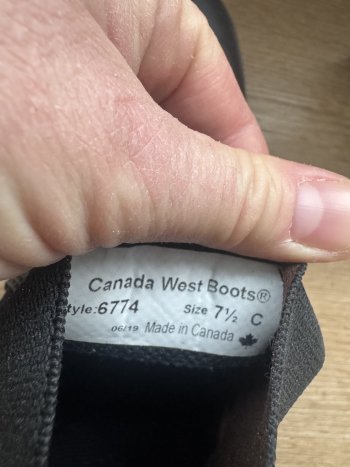 Canada West Boots®
tyle:6774 Size 7½ C
06/19 Made in Canada